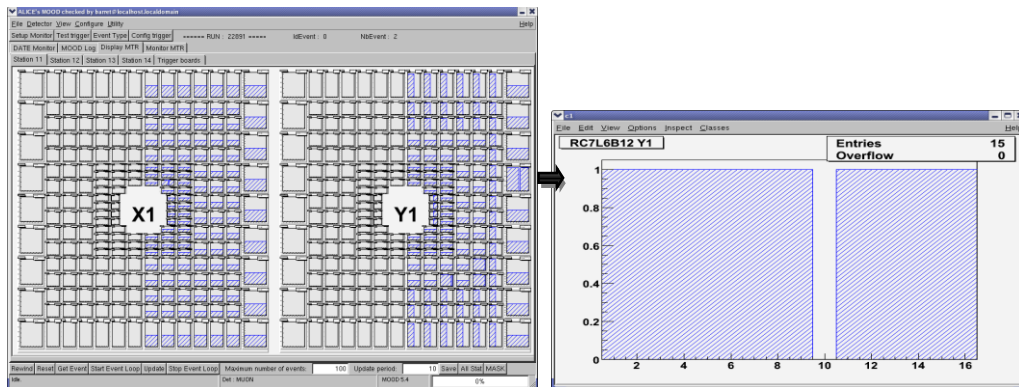 ALICE's MOOD checked by barret@localhost.localdomain
File Detector View Configure Utility Help
Setup Monitor Test trigger Event Type Config trigger ------ RUN : 22891 ----- IdEvent : 0 NbEvent : 2
DATE Monitor MOOD Log Display MTR Monitor MTR
Station 11 Station 12 Station 13 Station 14 Trigger boards
X1 Y1
Rewind Reset Get Event Start Event Loop Update Stop Event Loop Maximum number of events: 100 Update period: 10 Save All Stat MASK
Idle Det : MUON MOOD 5.4 0%
c1
File Edit View Options Inspect Classes Help
RC7L6B12 Y1
Entries 15
Overflow 0
1
0.8
0.6
0.4
0.2
0
2 4 6 8 10 12 14 16